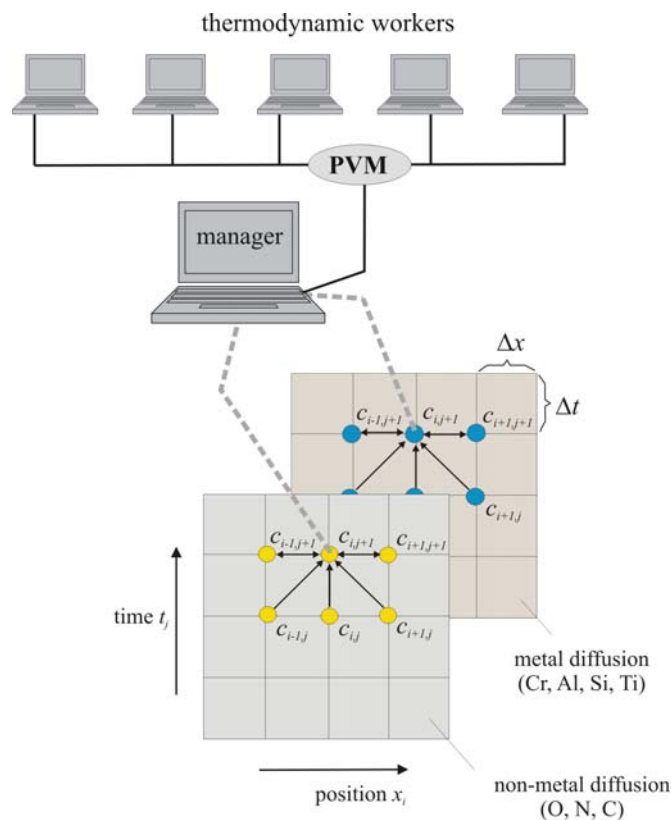 thermodynamic workers
PVM
manager
Δx
Δt
c_{i-1,j+1} c_{i,j+1} c_{i+1,j+1}
c_{i+1,j}
c_{i-1,j+1} c_{i,j+1} c_{i+1,j+1}
time t_j
c_{i-1,j} c_{i,j} c_{i+1,j}
metal diffusion
(Cr, Al, Si, Ti)
position x_i
non-metal diffusion
(O, N, C)